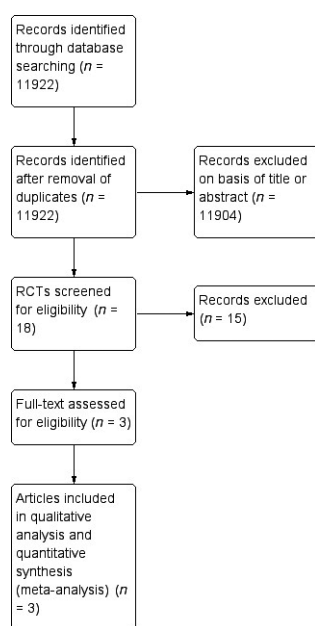 Records identified
through database
searching (n =
11922)
Records identified
after removal of
duplicates (n =
11922)
Records excluded
on basis of title or
abstract (n =
11904)
RCTs screened
for eligibility (n =
18)
Records excluded
(n = 15)
Full-text assessed
for eligibility (n = 3)
Articles included
in qualitative
analysis and
quantitative
synthesis
(meta-analysis) (n
= 3)